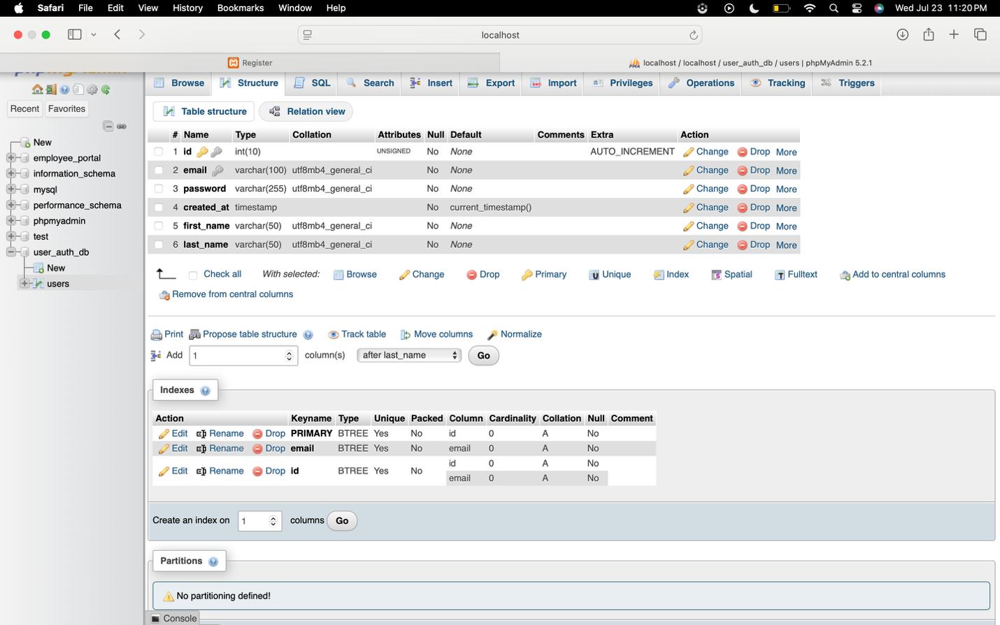 Safari File Edit View History Bookmarks Window Help Wed Jul 23 11:20 PM
localhost
Register
localhost / localhost / user_auth_db / users | phpMyAdmin 5.2.1
phpMyAdmin
Browse Structure SQL Search Insert Export Import Privileges Operations Tracking Triggers
Recent Favorites
New
employee_portal
information_schema
mysql
performance_schema
phpmyadmin
test
user_auth_db
New
users
Table structure Relation view
# Name Type Collation Attributes Null Default Comments Extra Action
1 id int(10) UNSIGNED No None AUTO_INCREMENT Change Drop More
2 email varchar(100) utf8mb4_general_ci No None Change Drop More
3 password varchar(255) utf8mb4_general_ci No None Change Drop More
4 created_at timestamp No current_timestamp() Change Drop More
5 first_name varchar(50) utf8mb4_general_ci No None Change Drop More
6 last_name varchar(50) utf8mb4_general_ci No None Change Drop More
Check all With selected: Browse Change Drop Primary Unique Index Spatial Fulltext Add to central columns
Remove from central columns
Print Propose table structure Track table Move columns Normalize
Add 1 column(s) after last_name Go
Indexes
Action Keyname Type Unique Packed Column Cardinality Collation Null Comment
Edit Rename Drop PRIMARY BTREE Yes No id 0 A No
Edit Rename Drop email BTREE Yes No email 0 A No
Edit Rename Drop id BTREE Yes No id 0 A No
email 0 A No
Create an index on 1 columns Go
Partitions
No partitioning defined!
Console